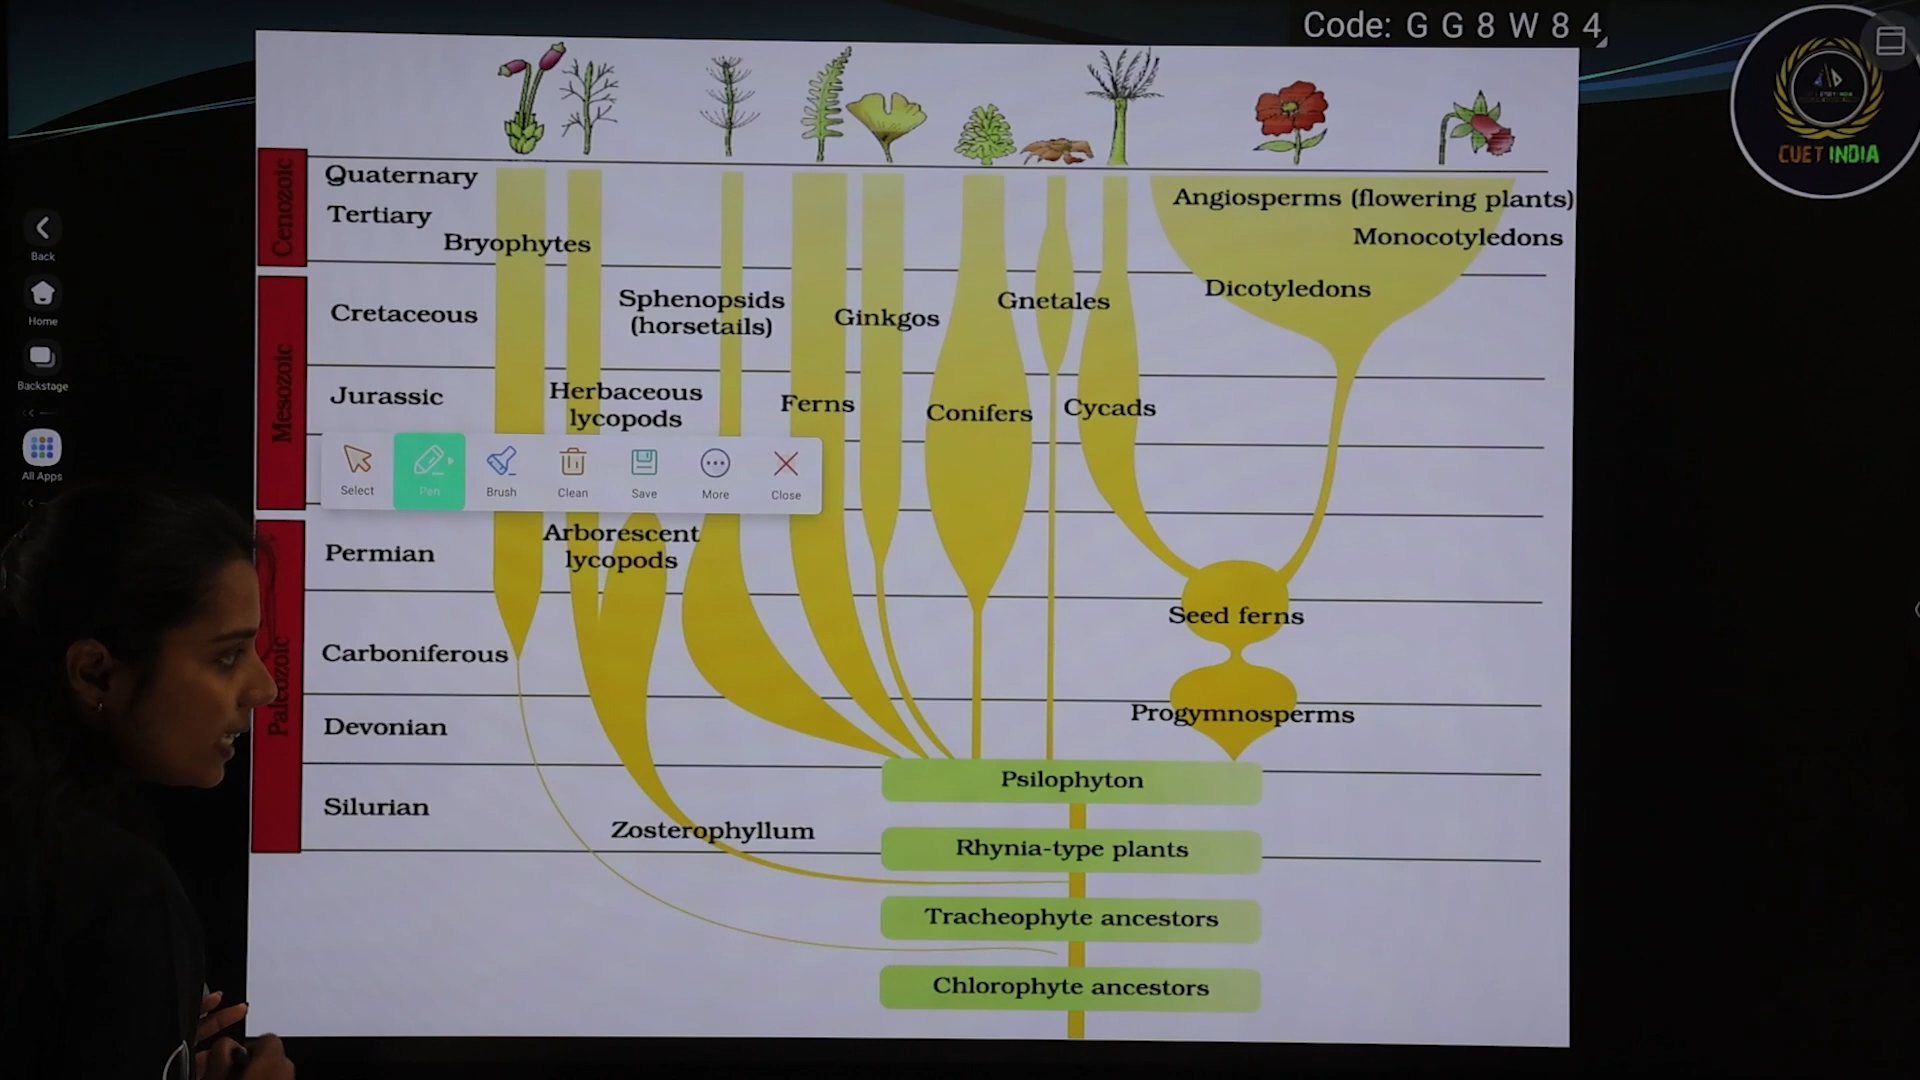 Code: G G 8 W 8 4
CUET INDIA
Back
Home
Backstage
All Apps
Cenozoic
Mesozoic
Paleozoic
Quaternary
Tertiary
Angiosperms (flowering plants)
Monocotyledons
Bryophytes
Dicotyledons
Cretaceous
Sphenopsids
(horsetails)
Ginkgos
Gnetales
Jurassic
Herbaceous
lycopods
Ferns
Conifers
Cycads
Select
Pen
Brush
Clean
Save
More
Close
Permian
Arborescent
lycopods
Seed ferns
Carboniferous
Progymnosperms
Devonian
Psilophyton
Silurian
Zosterophyllum
Rhynia-type plants
Tracheophyte ancestors
Chlorophyte ancestors